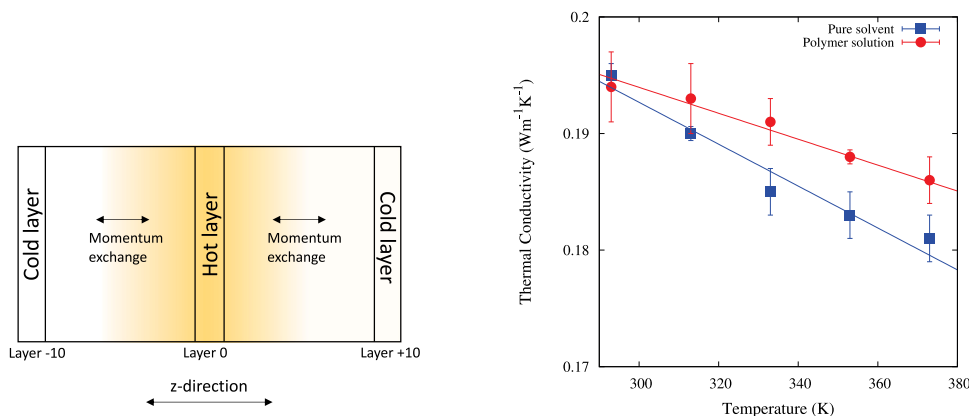 Cold layer
Momentum
exchange
Hot layer
Momentum
exchange
Cold layer
Layer -10
Layer 0
Layer +10
z-direction
Thermal Conductivity (Wm⁻¹K⁻¹)
0.2
0.19
0.18
0.17
Pure solvent
Polymer solution
300
320
340
360
380
Temperature (K)